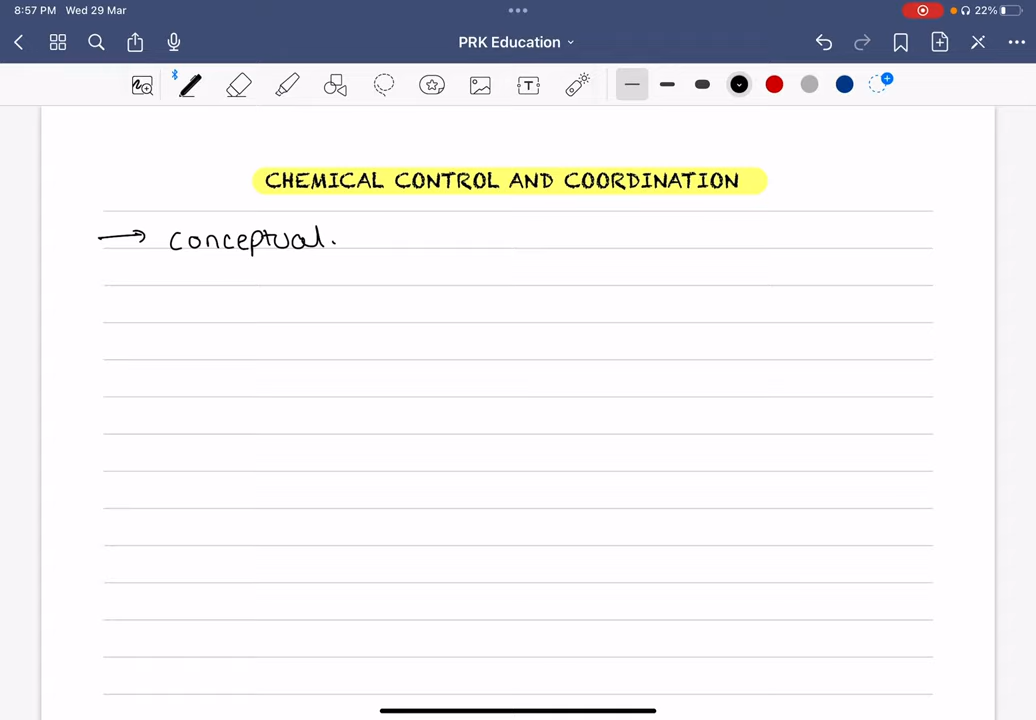 8:57 PM Wed 29 Mar
22%
PRK Education
T
CHEMICAL CONTROL AND COORDINATION
→ conceptual.